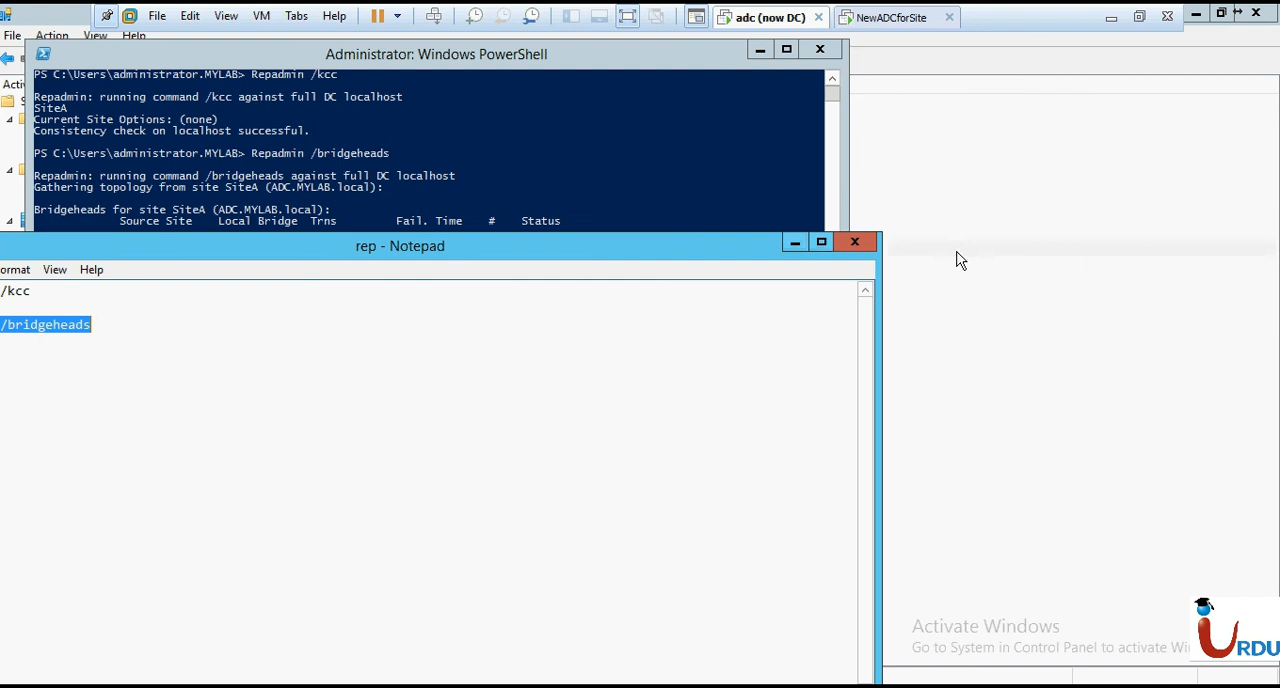 File Edit View VM Tabs Help
adc (now DC)
NewADCforSite
File Action View Help
Administrator: Windows PowerShell
PS C:\Users\administrator.MYLAB> Repadmin /kcc
Repadmin: running command /kcc against full DC localhost
SiteA
Current Site Options: (none)
Consistency check on localhost successful.
PS C:\Users\administrator.MYLAB> Repadmin /bridgeheads
Repadmin: running command /bridgeheads against full DC localhost
Gathering topology from site SiteA (ADC.MYLAB.local):
Bridgeheads for site SiteA (ADC.MYLAB.local):
Source Site Local Bridge Trns Fail. Time # Status
rep - Notepad
ormat View Help
/kcc
/bridgeheads
Activate Windows
Go to System in Control Panel to activate Wi
iURDU